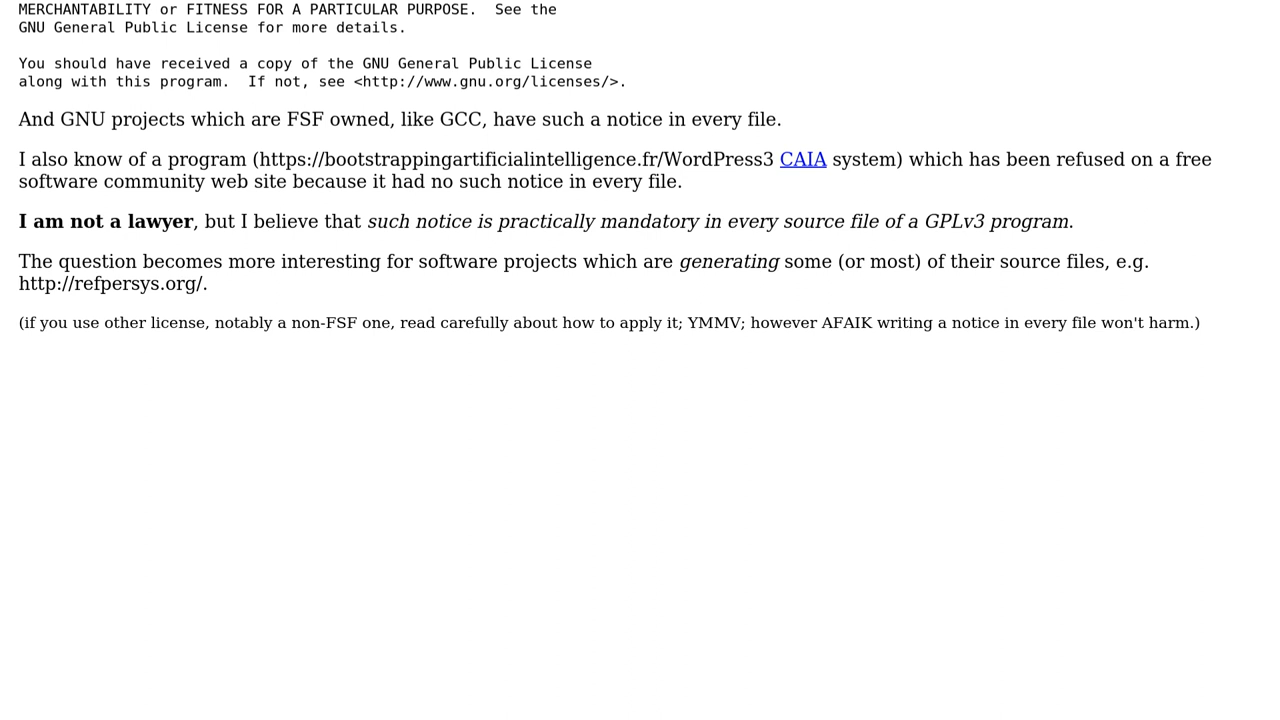 MERCHANTABILITY or FITNESS FOR A PARTICULAR PURPOSE.  See the
GNU General Public License for more details.
You should have received a copy of the GNU General Public License
along with this program.  If not, see <http://www.gnu.org/licenses/>.
And GNU projects which are FSF owned, like GCC, have such a notice in every file.
I also know of a program (https://bootstrappingartificialintelligence.fr/WordPress3 CAIA system) which has been refused on a free
software community web site because it had no such notice in every file.
I am not a lawyer, but I believe that such notice is practically mandatory in every source file of a GPLv3 program.
The question becomes more interesting for software projects which are generating some (or most) of their source files, e.g.
http://refpersys.org/.
(if you use other license, notably a non-FSF one, read carefully about how to apply it; YMMV; however AFAIK writing a notice in every file won't harm.)